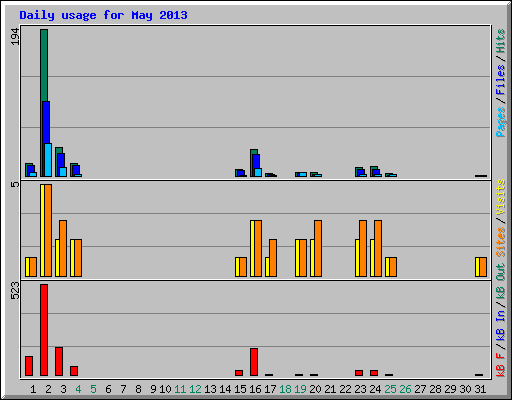 Daily usage for May 2013
194
Pages / Files / Hits
5
Sites / Visits
523
kB F / kB In / kB Out
1 2 3 4 5 6 7 8 9 10 11 12 13 14 15 16 17 18 19 20 21 22 23 24 25 26 27 28 29 30 31